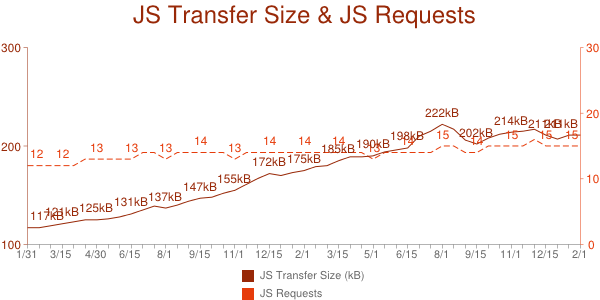 JS Transfer Size & JS Requests
300 30
222kB
214kB 211kB 211kB
198kB 202kB
20
185kB 190kB
172kB 175kB
12 12 13 13 13 14 13 14 14 14 13 14 15 14 15 15 15
200
155kB
147kB
137kB
131kB
10
117kB 121kB 125kB
100 0
1/31 3/15 4/30 6/15 8/1 9/15 11/1 12/15 2/1 3/15 5/1 6/15 8/1 9/15 11/1 12/15 2/1
JS Transfer Size (kB)
JS Requests